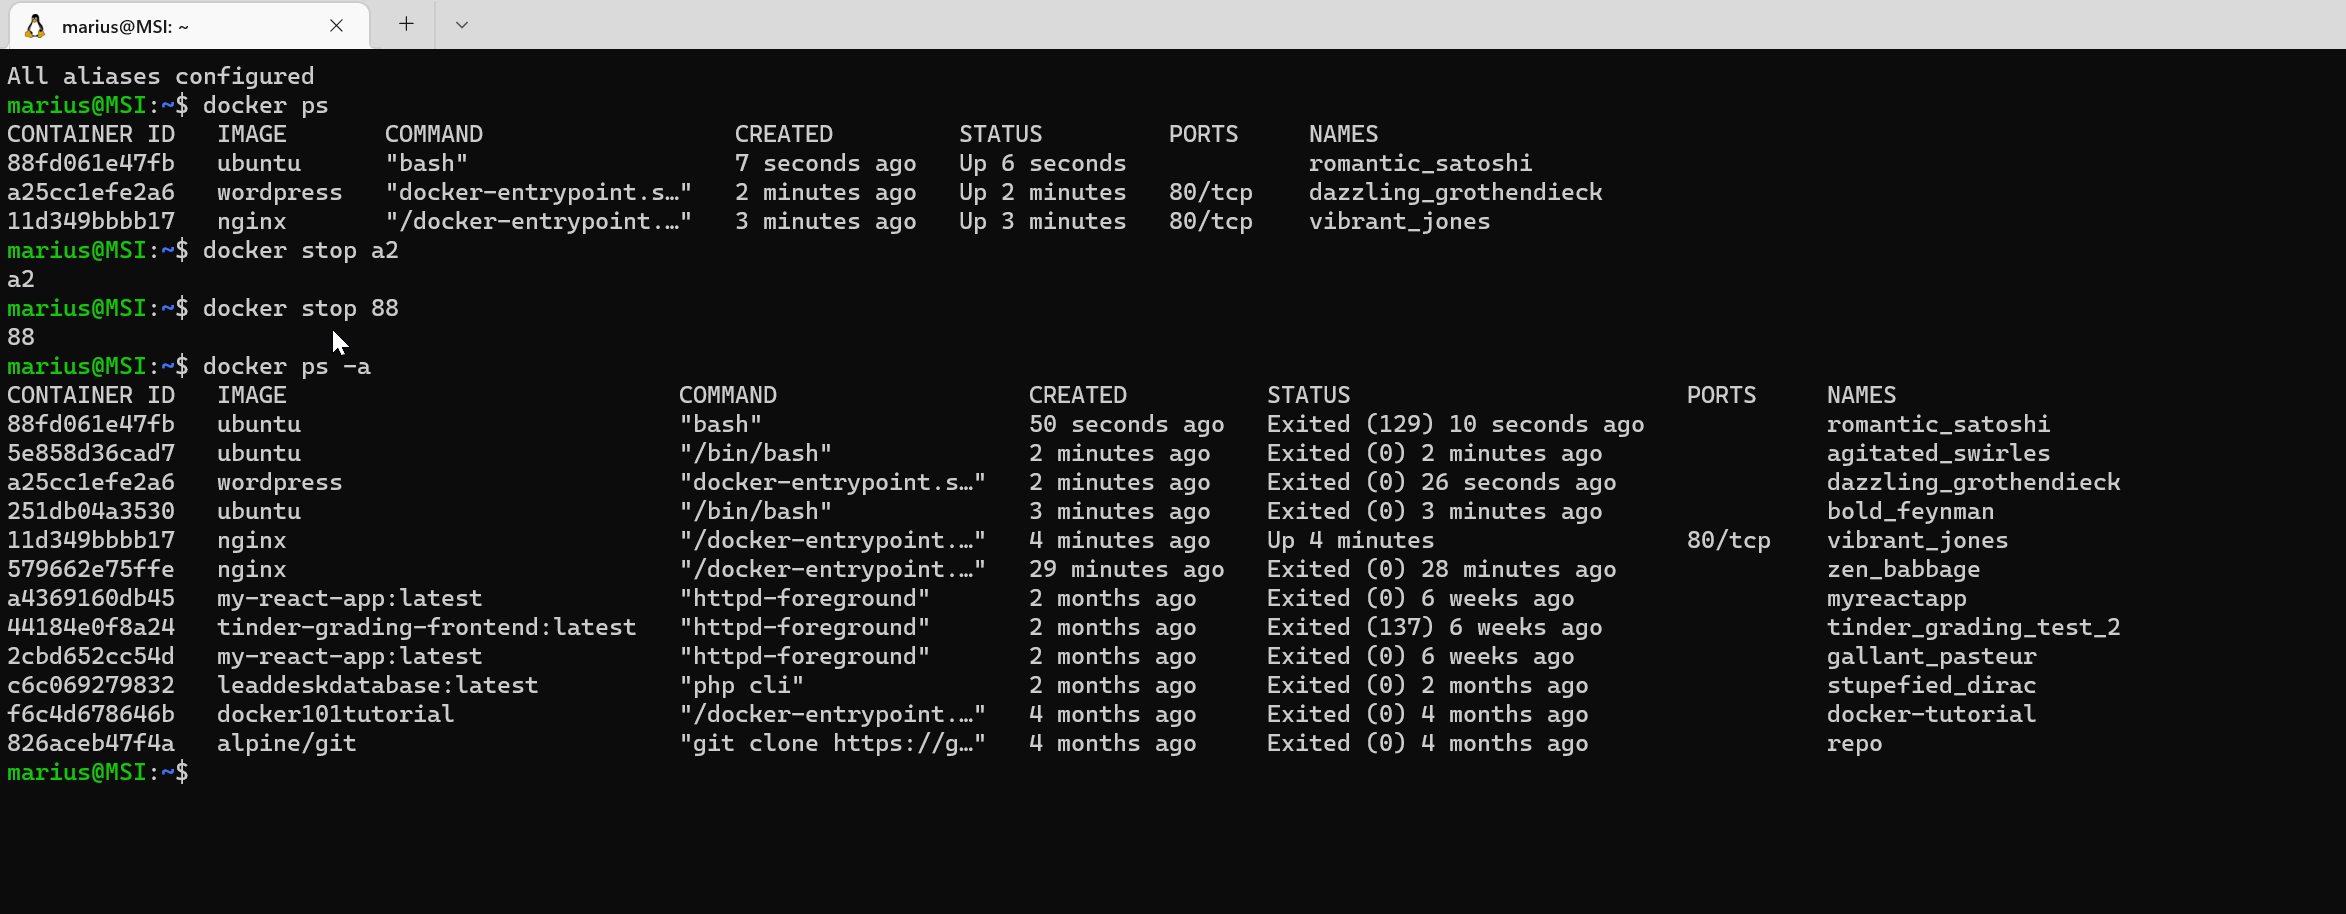 marius@MSI: ~
All aliases configured
marius@MSI:~$ docker ps
CONTAINER ID   IMAGE       COMMAND                  CREATED         STATUS         PORTS     NAMES
88fd061e47fb   ubuntu      "bash"                   7 seconds ago   Up 6 seconds             romantic_satoshi
a25cc1efe2a6   wordpress   "docker-entrypoint.s…"   2 minutes ago   Up 2 minutes   80/tcp    dazzling_grothendieck
11d349bbbb17   nginx       "/docker-entrypoint.…"   3 minutes ago   Up 3 minutes   80/tcp    vibrant_jones
marius@MSI:~$ docker stop a2
a2
marius@MSI:~$ docker stop 88
88
marius@MSI:~$ docker ps -a
CONTAINER ID   IMAGE                            COMMAND                  CREATED          STATUS                        PORTS     NAMES
88fd061e47fb   ubuntu                           "bash"                   50 seconds ago   Exited (129) 10 seconds ago             romantic_satoshi
5e858d36cad7   ubuntu                           "/bin/bash"              2 minutes ago    Exited (0) 2 minutes ago                agitated_swirles
a25cc1efe2a6   wordpress                        "docker-entrypoint.s…"   2 minutes ago    Exited (0) 26 seconds ago               dazzling_grothendieck
251db04a3530   ubuntu                           "/bin/bash"              3 minutes ago    Exited (0) 3 minutes ago                bold_feynman
11d349bbbb17   nginx                            "/docker-entrypoint.…"   4 minutes ago    Up 4 minutes                  80/tcp    vibrant_jones
579662e75ffe   nginx                            "/docker-entrypoint.…"   29 minutes ago   Exited (0) 28 minutes ago               zen_babbage
a4369160db45   my-react-app:latest              "httpd-foreground"       2 months ago     Exited (0) 6 weeks ago                  myreactapp
44184e0f8a24   tinder-grading-frontend:latest   "httpd-foreground"       2 months ago     Exited (137) 6 weeks ago                tinder_grading_test_2
2cbd652cc54d   my-react-app:latest              "httpd-foreground"       2 months ago     Exited (0) 6 weeks ago                  gallant_pasteur
c6c069279832   leaddeskdatabase:latest          "php cli"                2 months ago     Exited (0) 2 months ago                 stupefied_dirac
f6c4d678646b   docker101tutorial                "/docker-entrypoint.…"   4 months ago     Exited (0) 4 months ago                 docker-tutorial
826aceb47f4a   alpine/git                       "git clone https://g…"   4 months ago     Exited (0) 4 months ago                 repo
marius@MSI:~$